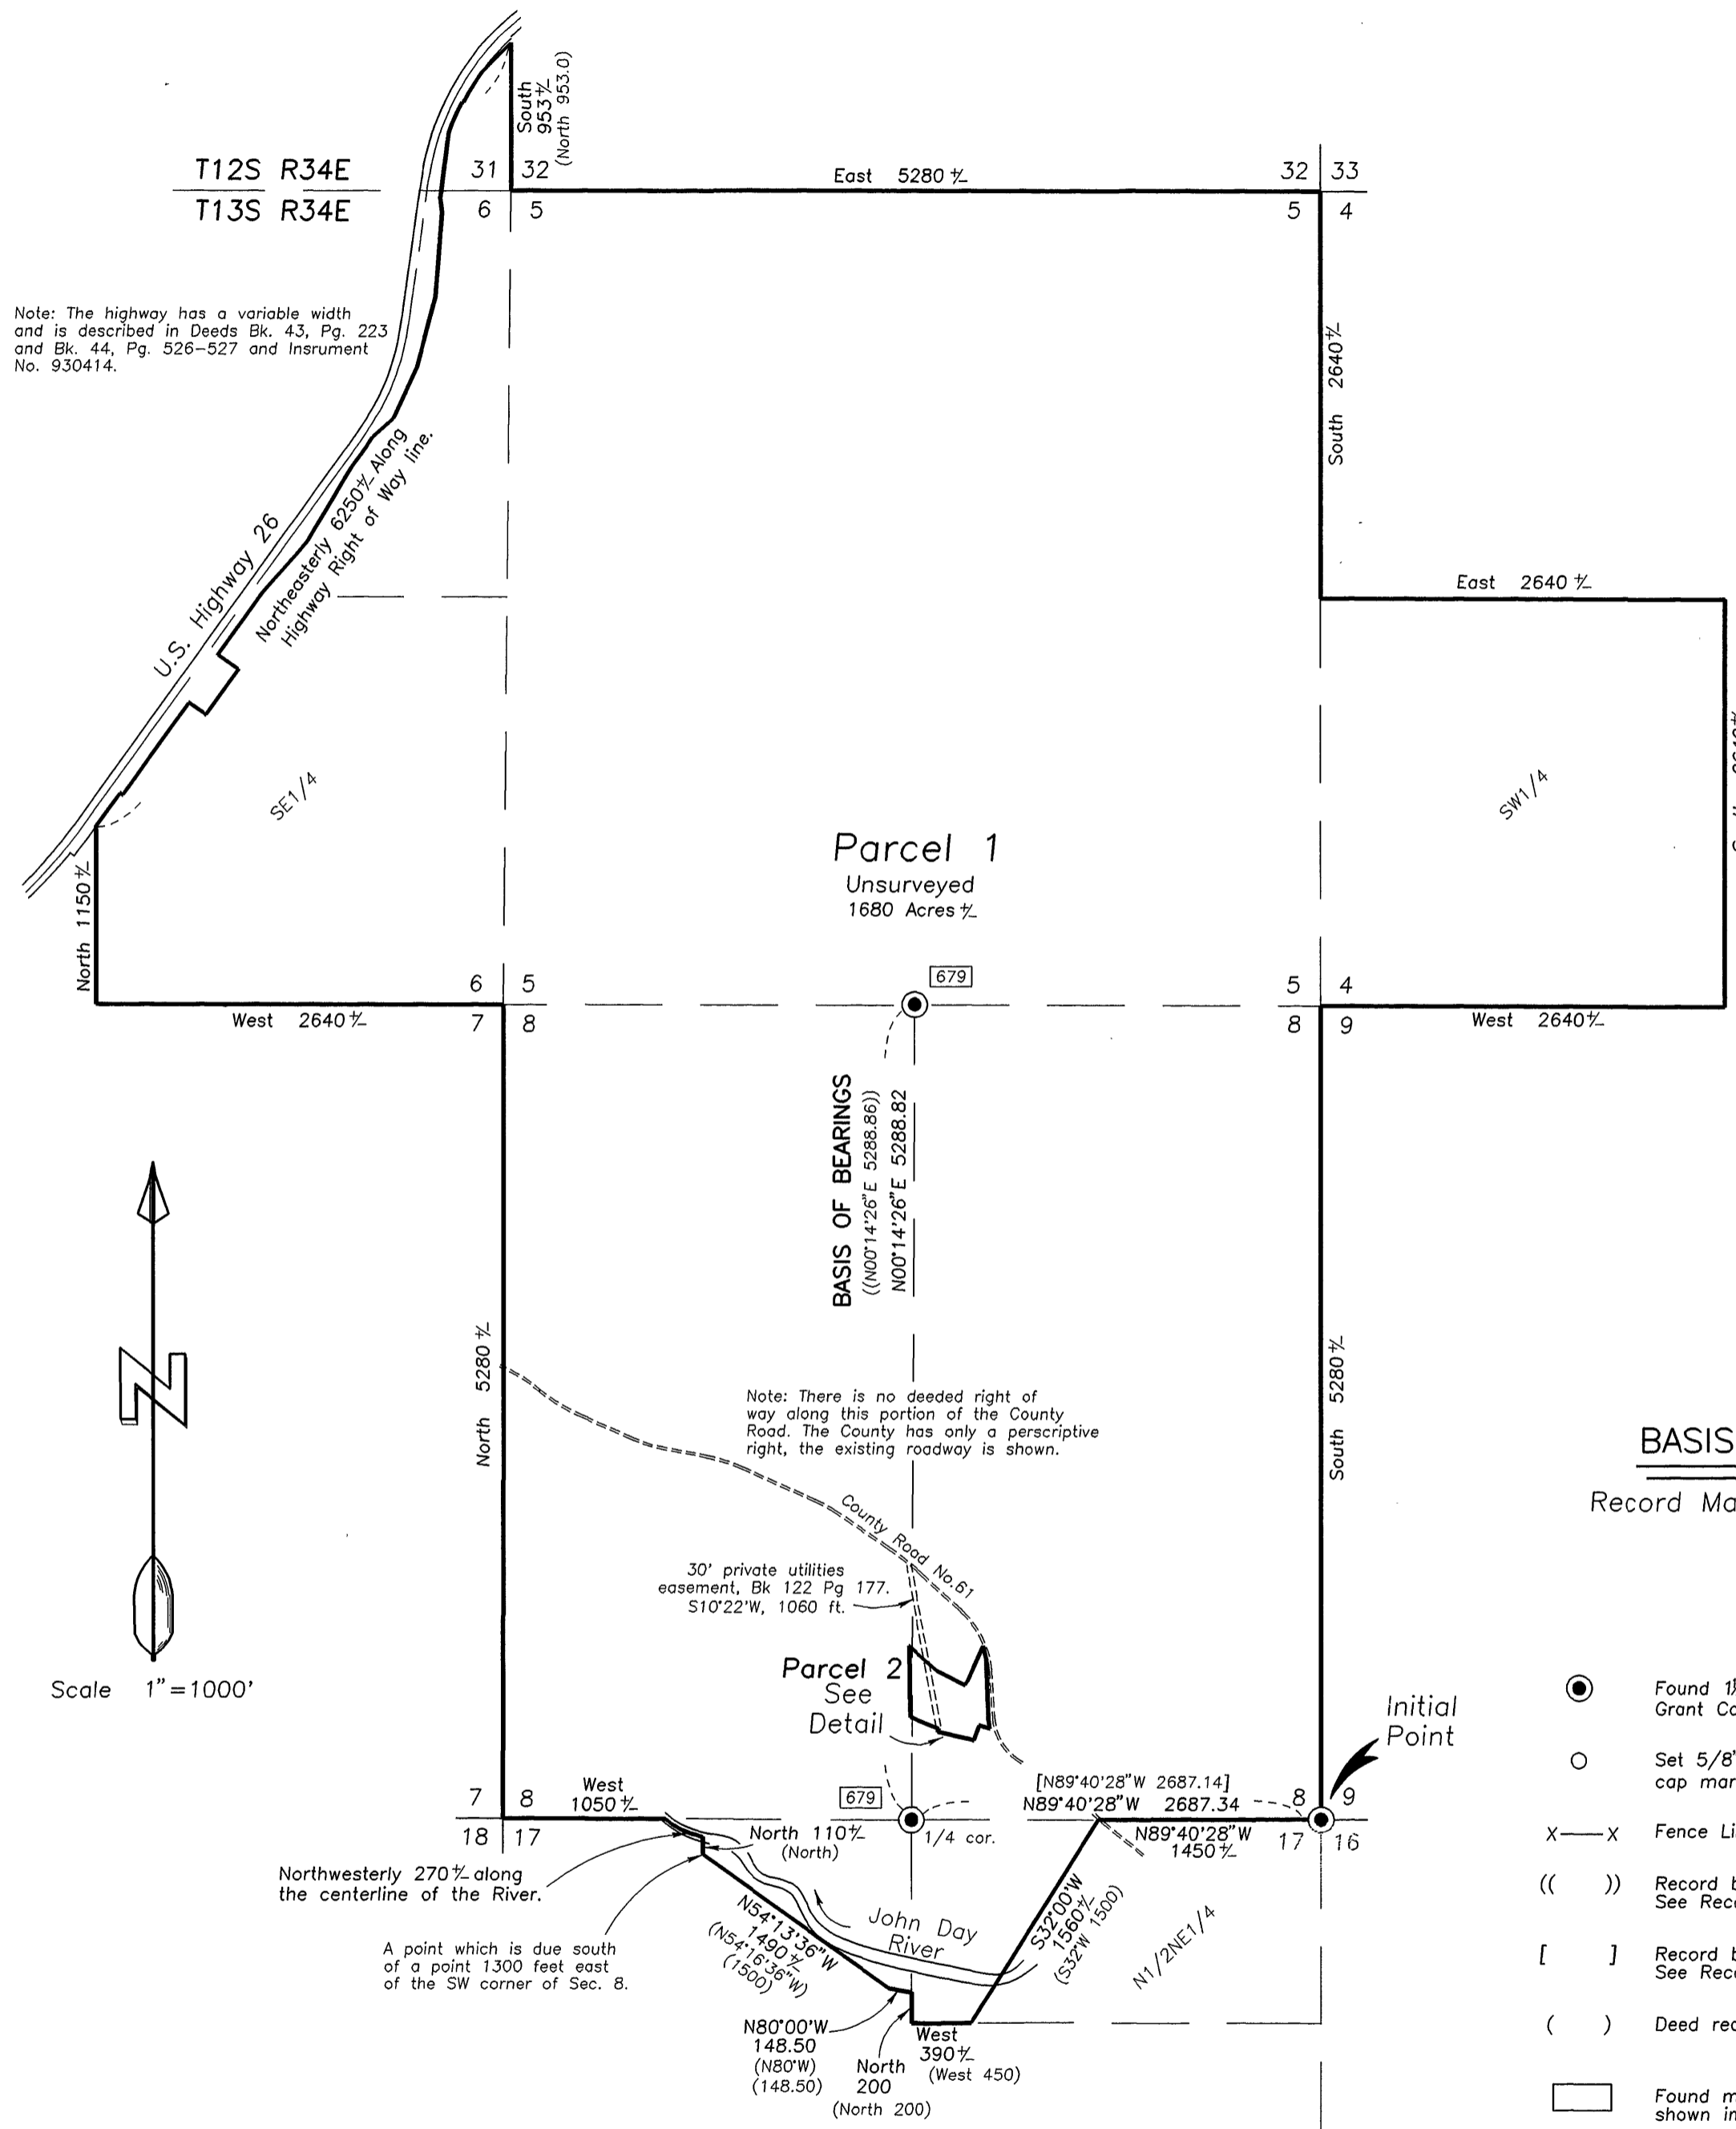 South
953±
(North 953.0)
T12S R34E
T13S R34E
31 32
6 5
East 5280 ±
32 33
5 4
Note: The highway has a variable width
and is described in Deeds Bk. 43, Pg. 223
and Bk. 44, Pg. 526-527 and Insrument
No. 930414.
South 2640±
U.S. Highway 26
Northeasterly 6250± Along
Highway Right of Way line.
East 2640 ±
SE1/4
SW1/4
Parcel 1
Unsurveyed
1680 Acres ±
North 1150±
679
6 5
7 8
5 4
8 9
West 2640±
West 2640±
BASIS OF BEARINGS
((N00°14'26"E 5288.86))
N00°14'26"E 5288.82
North 5280±
South 5280±
Note: There is no deeded right of
way along this portion of the County
Road. The County has only a perscriptive
right, the existing roadway is shown.
BASIS
Record Ma
County Road No.61
30' private utilities
easement, Bk 122 Pg 177.
S10°22'W, 1060 ft.
Scale 1"=1000'
Parcel 2
See
Detail
Initial
Point
Found
Grant Co
Set 5/8"
cap mar
West
1050±
679
1/4 cor.
[N89°40'28"W 2687.14]
N89°40'28"W 2687.34
N89°40'28"W
1450±
7 8
18 17
8 9
17 16
North 110±
(North)
x——x Fence Li
Northwesterly 270± along
the centerline of the River.
(( )) Record b
See Reco
John Day
River
N54°13'36"W
1490±
(N54°16'36"W)
(1500)
S32°00'W
1560±
(S32°W 1500)
N1/2NE1/4
A point which is due south
of a point 1300 feet east
of the SW corner of Sec. 8.
[ ] Record b
See Reco
N80°00'W
148.50
(N80°W)
(148.50)
North
200
(North 200)
West
390±
(West 450)
( ) Deed rec
Found m
shown in